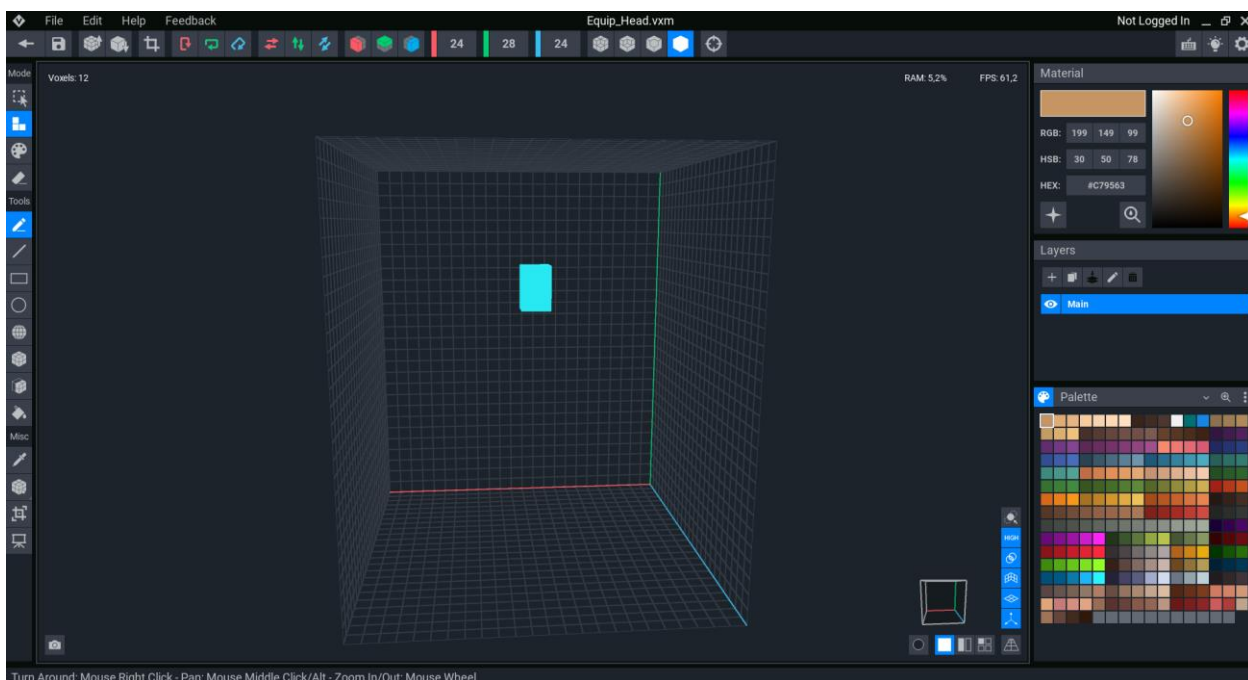 File Edit Help Feedback Equip_Head.vxm Not Logged In
24 28 24
Mode
Voxels: 12 RAM: 5,2% FPS: 61,2
Tools
Misc
Material
RGB: 199 149 99
HSB: 30 50 78
HEX: #C79563
Layers
Main
Palette
HIGH
Turn Around: Mouse Right Click - Pan: Mouse Middle Click/Alt - Zoom In/Out: Mouse Wheel